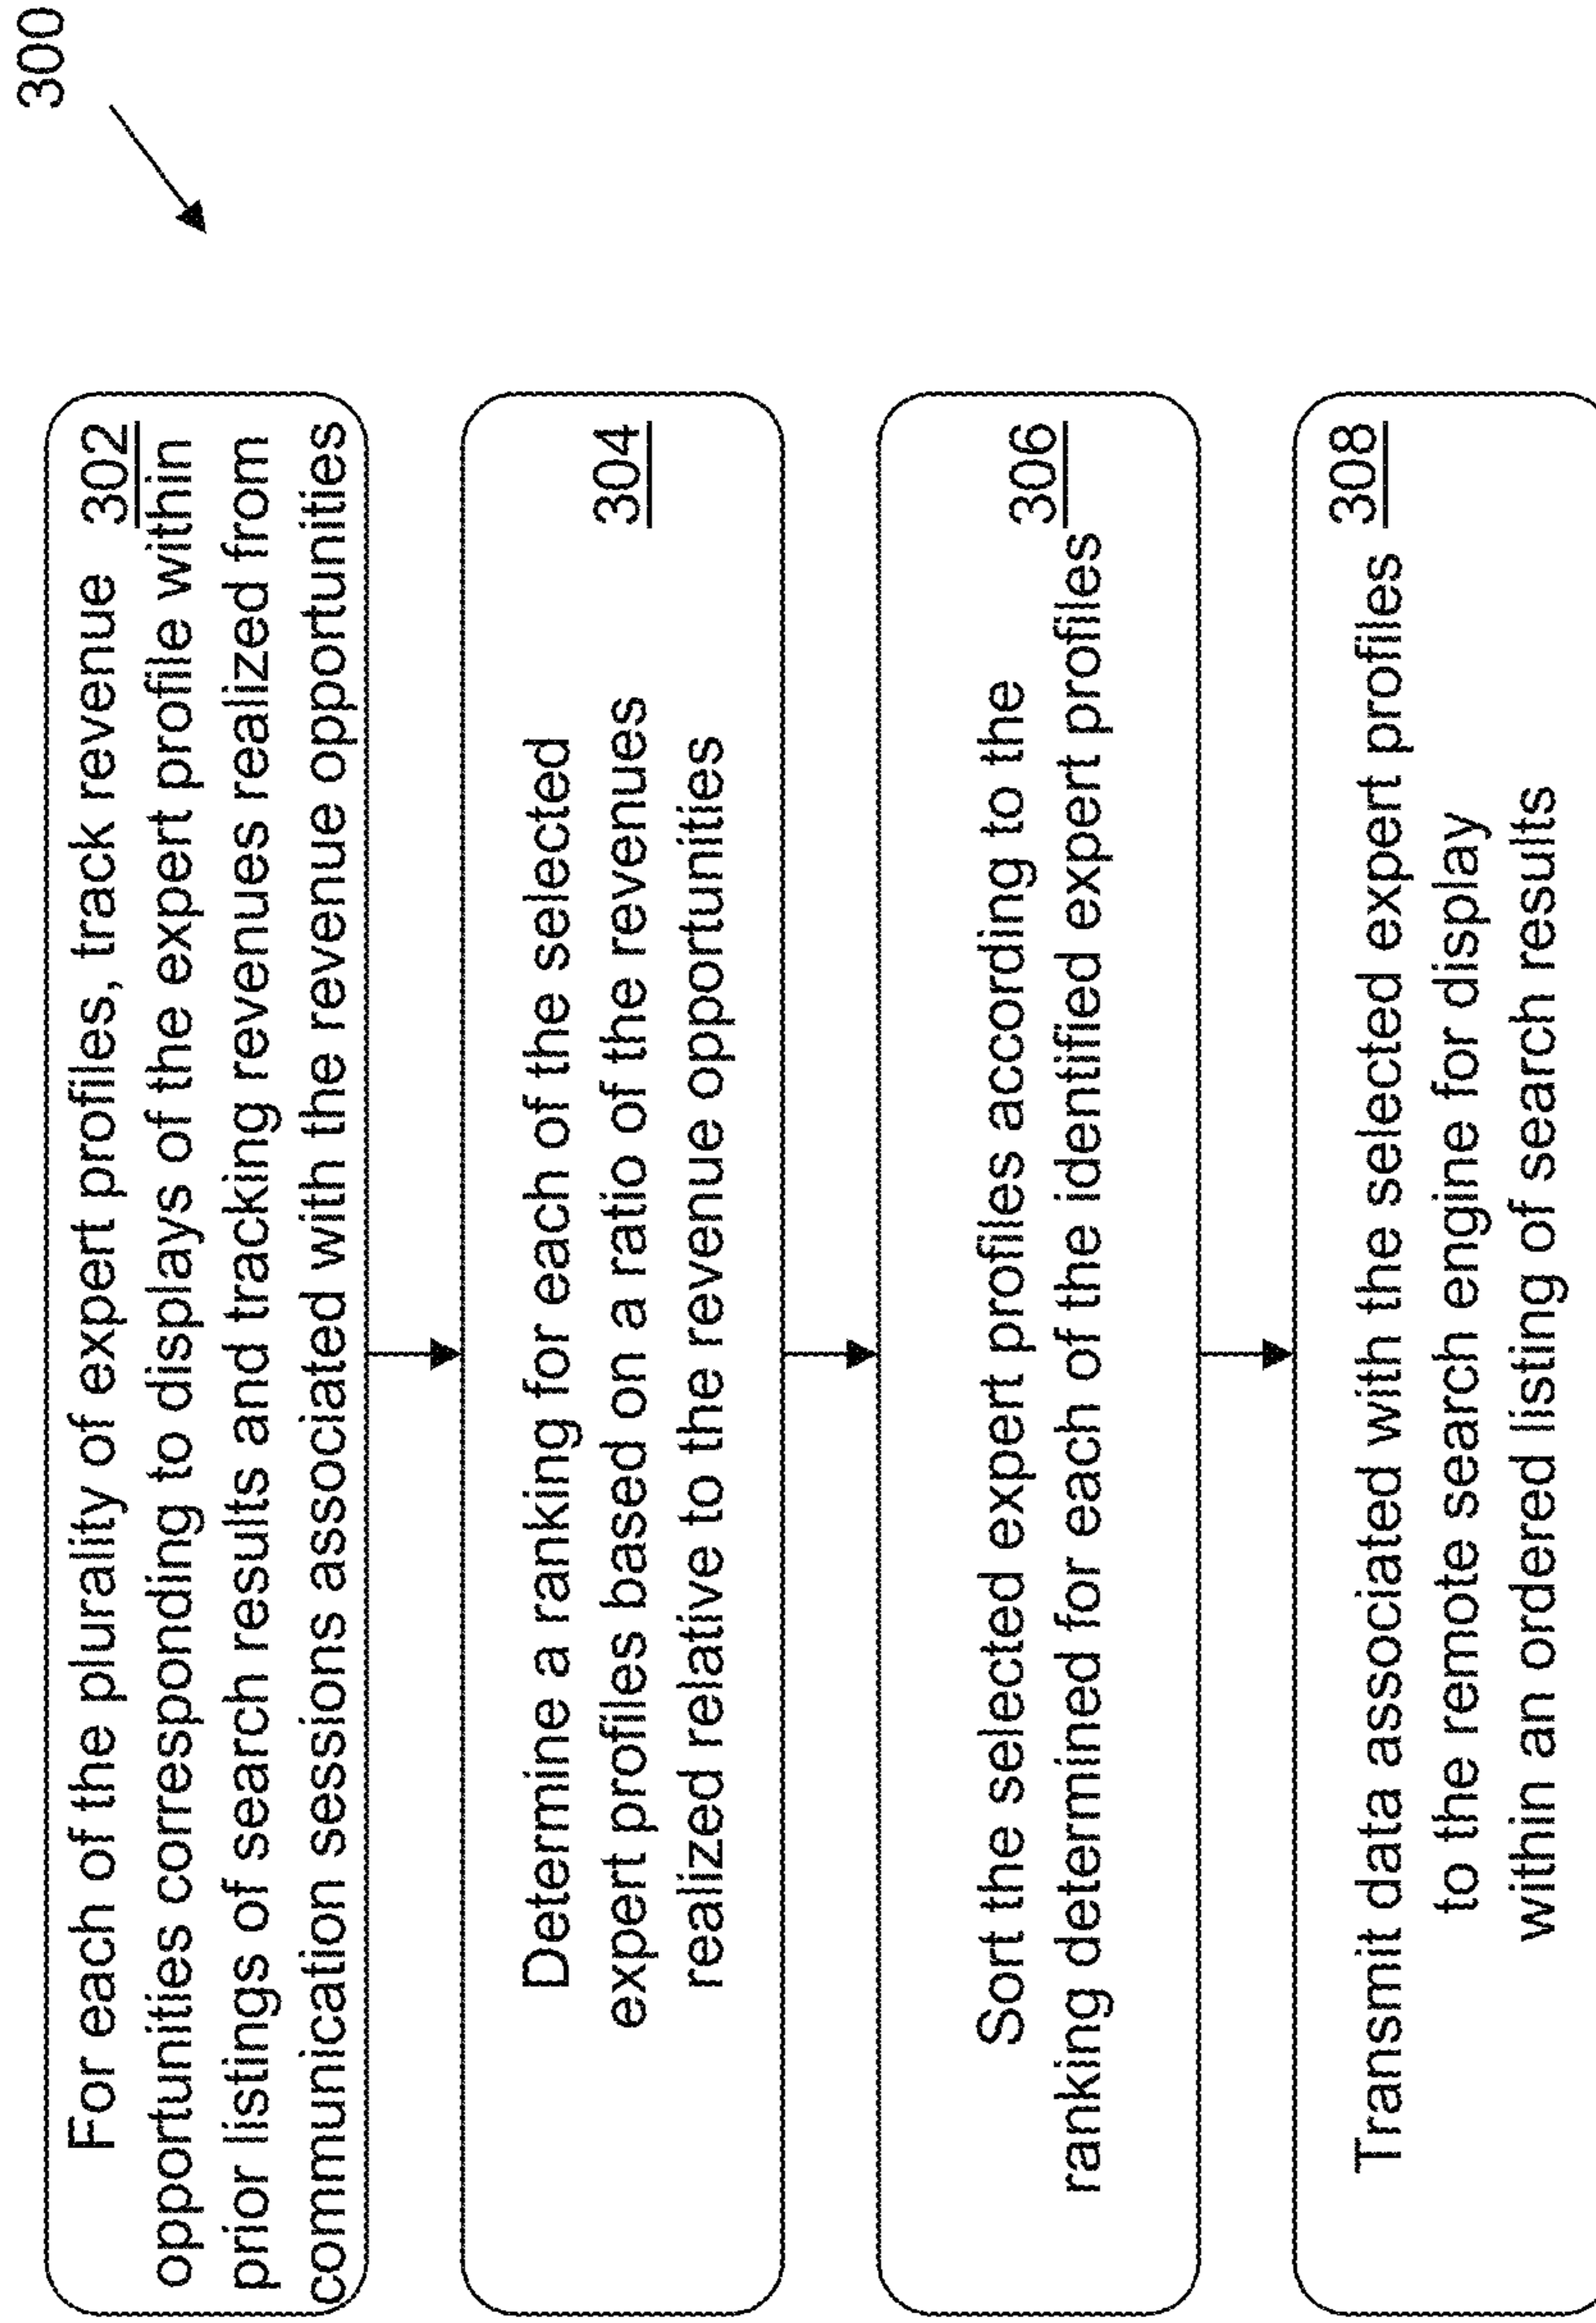 300
For each of the plurality of expert profiles, track revenue 302
opportunities corresponding to displays of the expert profile within
prior listings of search results and tracking revenues realized from
communication sessions associated with the revenue opportunities
304
Determine a ranking for each of the selected
expert profiles based on a ratio of the revenues
realized relative to the revenue opportunities
306
Sort the selected expert profiles according to the
ranking determined for each of the identified expert profiles
308
Transmit data associated with the selected expert profiles
to the remote search engine for display
within an ordered listing of search results